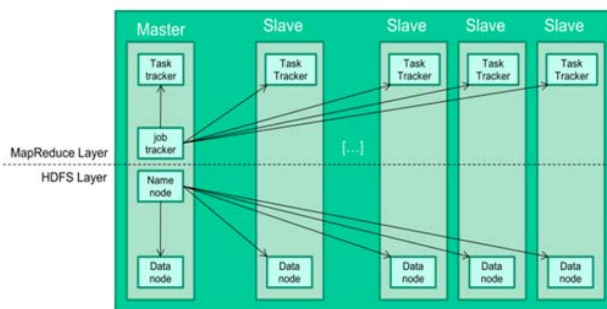 Master
Slave
Slave
Slave
Slave
Task
tracker
Task
Tracker
Task
Tracker
Task
Tracker
Task
Tracker
job
tracker
[...]
MapReduce Layer
HDFS Layer
Name
node
Data
node
Data
node
Data
node
Data
node
Data
node